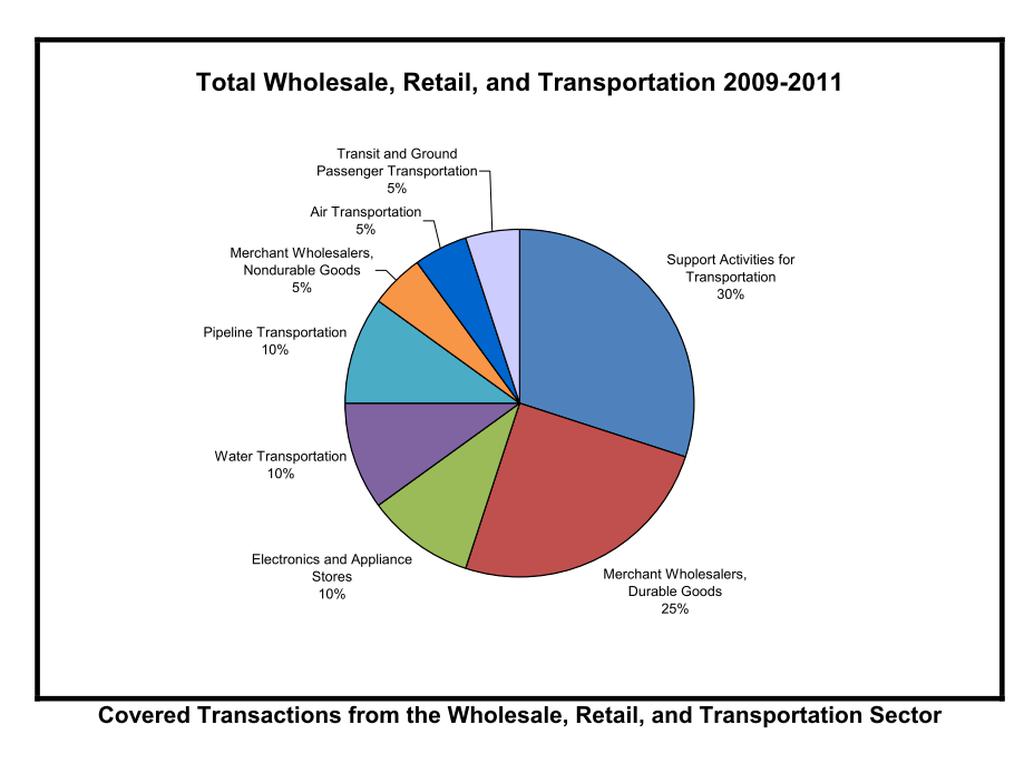 Total Wholesale, Retail, and Transportation 2009-2011
Transit and Ground
Passenger Transportation
5%
Air Transportation
5%
Merchant Wholesalers,
Nondurable Goods
5%
Pipeline Transportation
10%
Water Transportation
10%
Electronics and Appliance
Stores
10%
Support Activities for
Transportation
30%
Merchant Wholesalers,
Durable Goods
25%
Covered Transactions from the Wholesale, Retail, and Transportation Sector